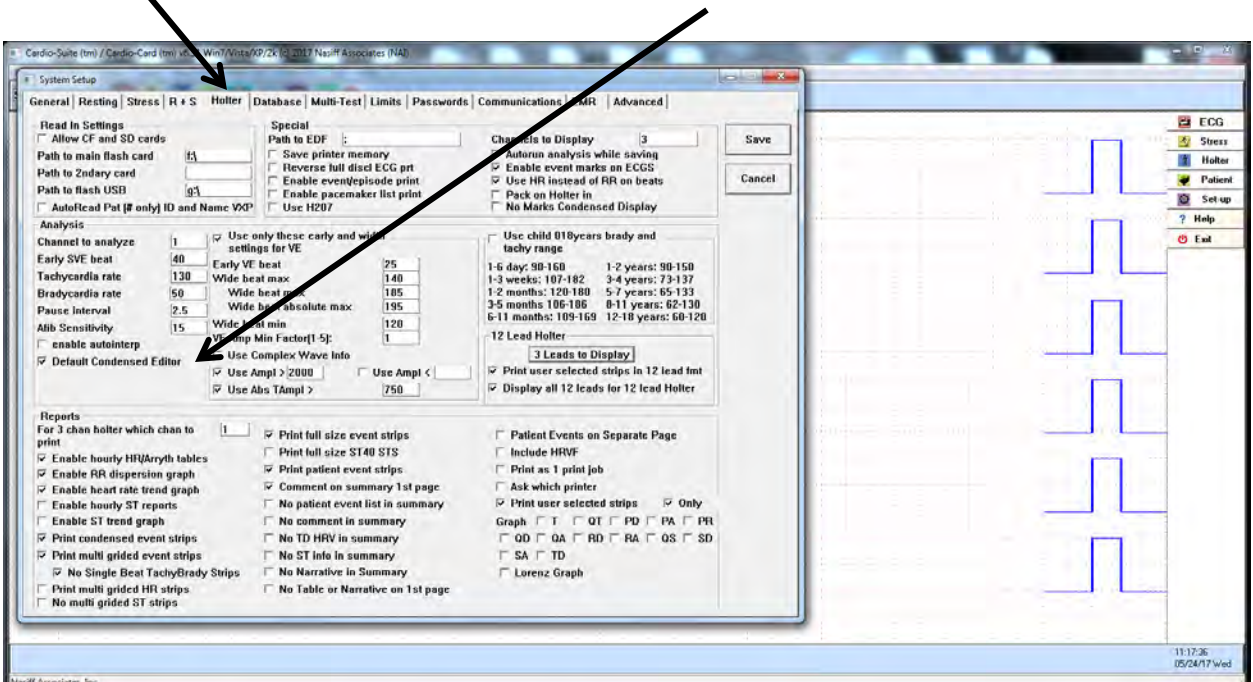 Cardio-Suite (tm) / Cardio-Card (tm) Win7/Vista/XP/2k (c) 2017 Nasiff Associates (NAI)
System Setup
General | Resting | Stress | R + S Holter | Database | Multi-Test | Limits | Passwords | Communications | | Advanced |
Read In Settings
Allow CF and SD cards
Path to main flash card f:\
Path to 2ndary card
Path to flash USB g:\
AutoRead Pat (# only) ID and Name VXP
Special
Path to EDF :
Save printer memory
Reverse full discl ECG prt
Enable event/episode print
Enable pacemaker list print
Use H207
Channels to Display 3
Autorun analysis while saving
Enable event marks on ECGS
Use HR instead of RR on beats
Pack on Holter in
No Marks Condensed Display
Save
Cancel
Analysis
Channel to analyze 1
Early SVE beat 40
Tachycardia rate 130
Bradycardia rate 50
Pause Interval 2.5
Afib Sensitivity 15
enable autointerp
Default Condensed Editor
Use only these early and wider
settings for VE
Early VE beat 25
Wide beat max 140
Wide beat max 185
Wide beat absolute max 195
Wide beat min 120
Min Factor(1-5): 1
Use Complex Wave Info
Use Ampl > 2000 Use Ampl <
Use Abs TAmpl > 750
Use child 018years brady and
tachy range
1-6 day: 90-160 1-2 years: 90-150
1-3 weeks: 107-182 3-4 years: 73-137
1-2 months: 120-180 5-7 years: 65-133
3-5 months 106-186 8-11 years: 62-130
6-11 months: 109-169 12-18 years: 60-120
12 Lead Holter
3 Leads to Display
Print user selected strips in 12 lead fmt
Display all 12 leads for 12 lead Holter
Reports
For 3 chan holter which chan to
print 1
Enable hourly HR/Arryth tables
Enable RR dispersion graph
Enable heart rate trend graph
Enable hourly ST reports
Enable ST trend graph
Print condensed event strips
Print multi grided event strips
No Single Beat TachyBrady Strips
Print multi grided HR strips
No multi grided ST strips
Print full size event strips
Print full size ST40 STS
Print patient event strips
Comment on summary 1st page
No patient event list in summary
No comment in summary
No TD HRV in summary
No ST info in summary
No Narrative in Summary
No Table or Narrative on 1st page
Patient Events on Separate Page
Include HRVF
Print as 1 print job
Ask which printer
Print user selected strips Only
Graph T QT PD PA PR
QD QA RD RA QS SD
SA TD
Lorenz Graph
ECG
Stress
Holter
Patient
Set up
? Help
Exit
11:17:36
05/24/17 Wed